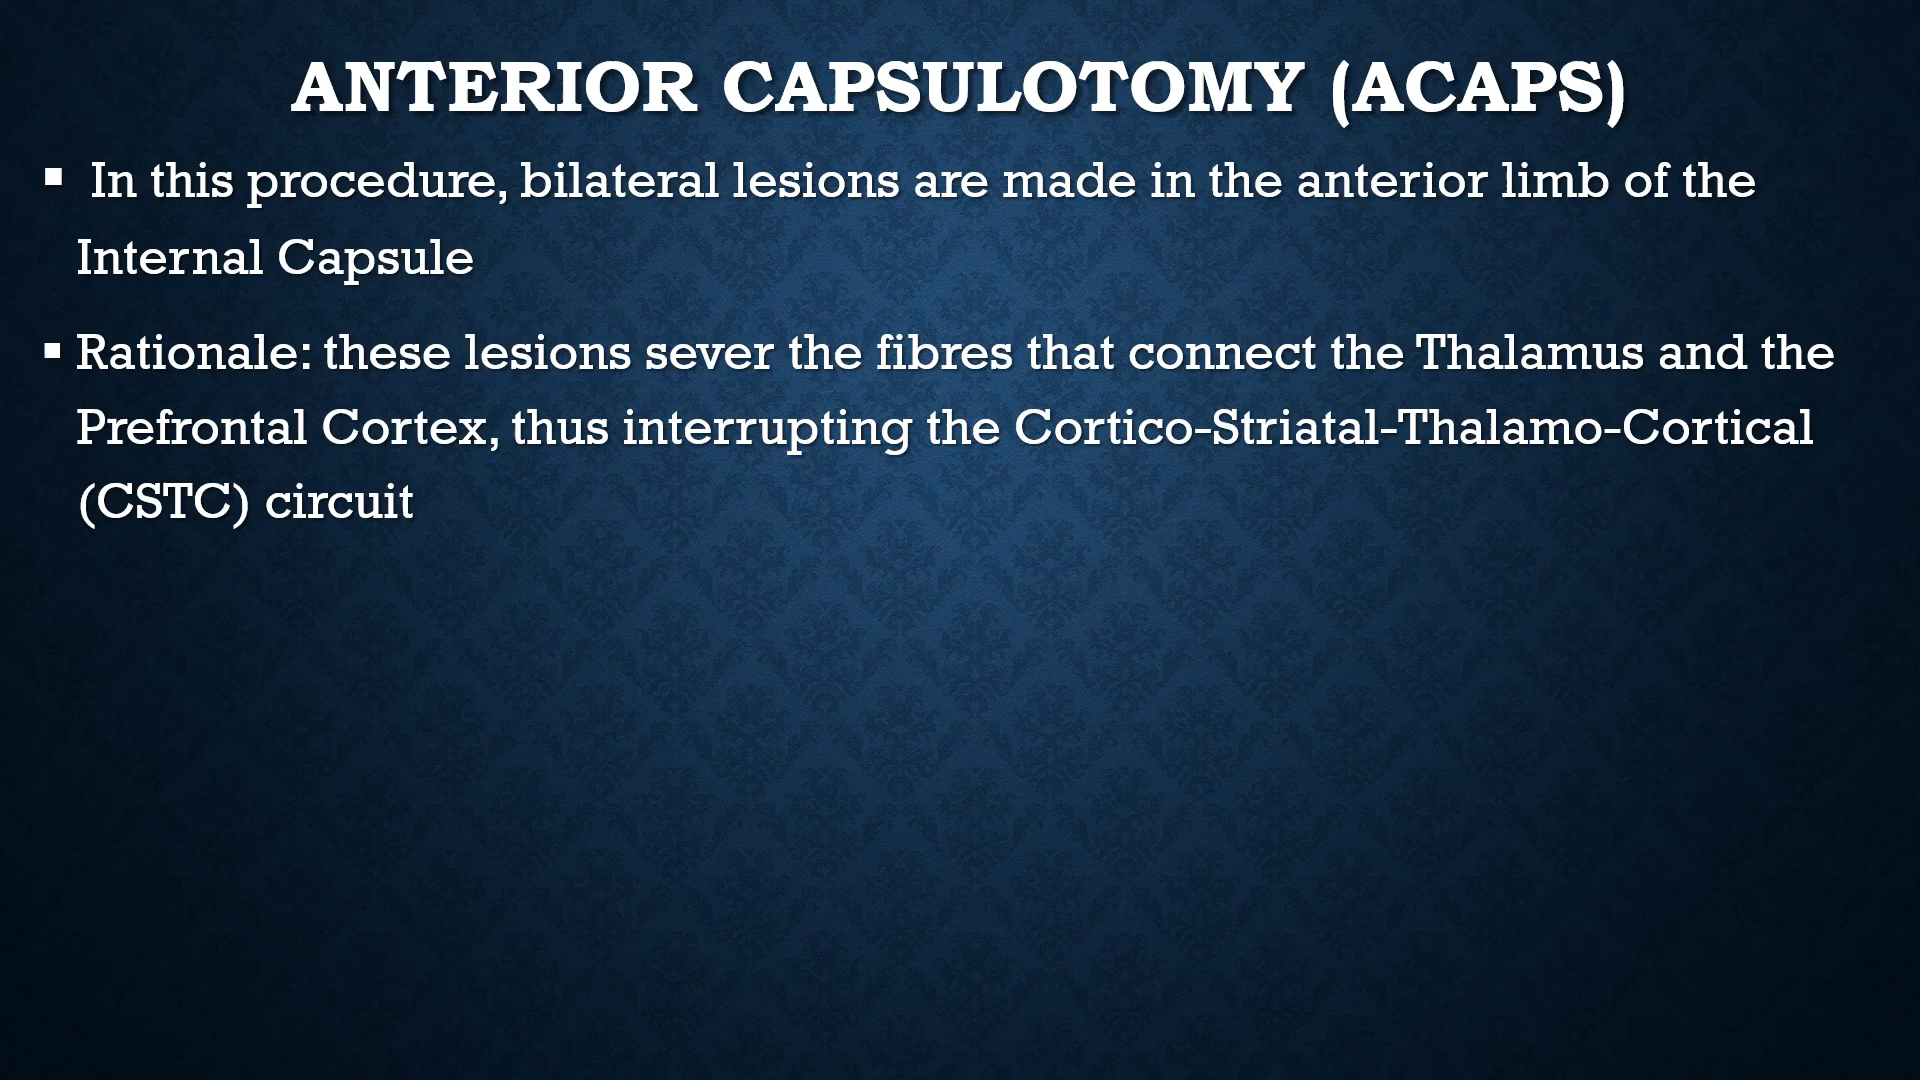 ANTERIOR CAPSULOTOMY (ACAPS)
▪ In this procedure, bilateral lesions are made in the anterior limb of the
Internal Capsule
▪ Rationale: these lesions sever the fibres that connect the Thalamus and the
Prefrontal Cortex, thus interrupting the Cortico-Striatal-Thalamo-Cortical
(CSTC) circuit